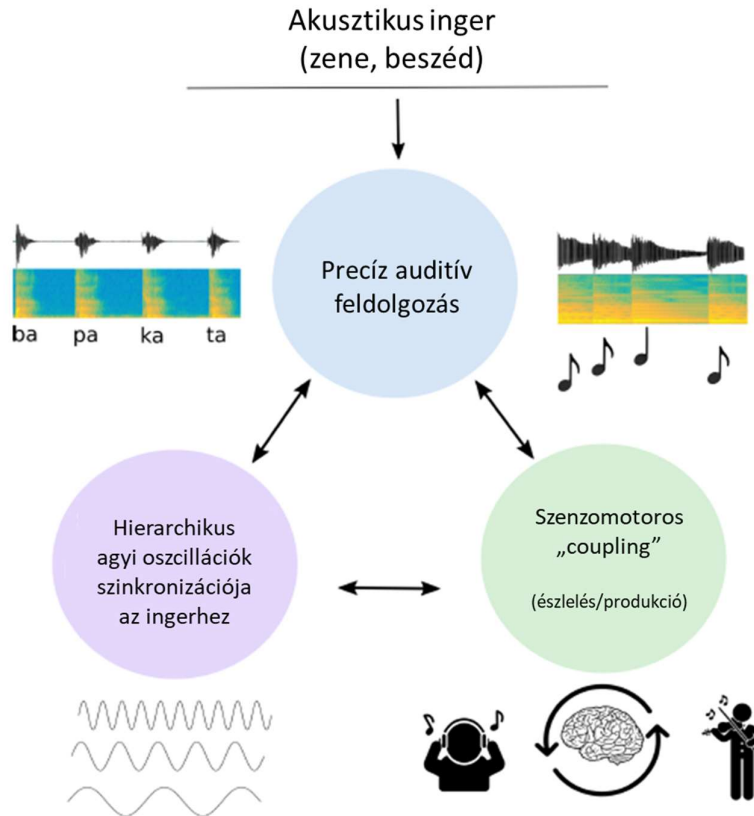 Akusztikus inger
(zene, beszéd)
Precíz auditív
feldolgozás
ba pa ka ta
Hierarchikus
agyi oszcillációk
szinkronizációja
az ingerhez
Szenzomotoros
„coupling”
(észlelés/produkció)